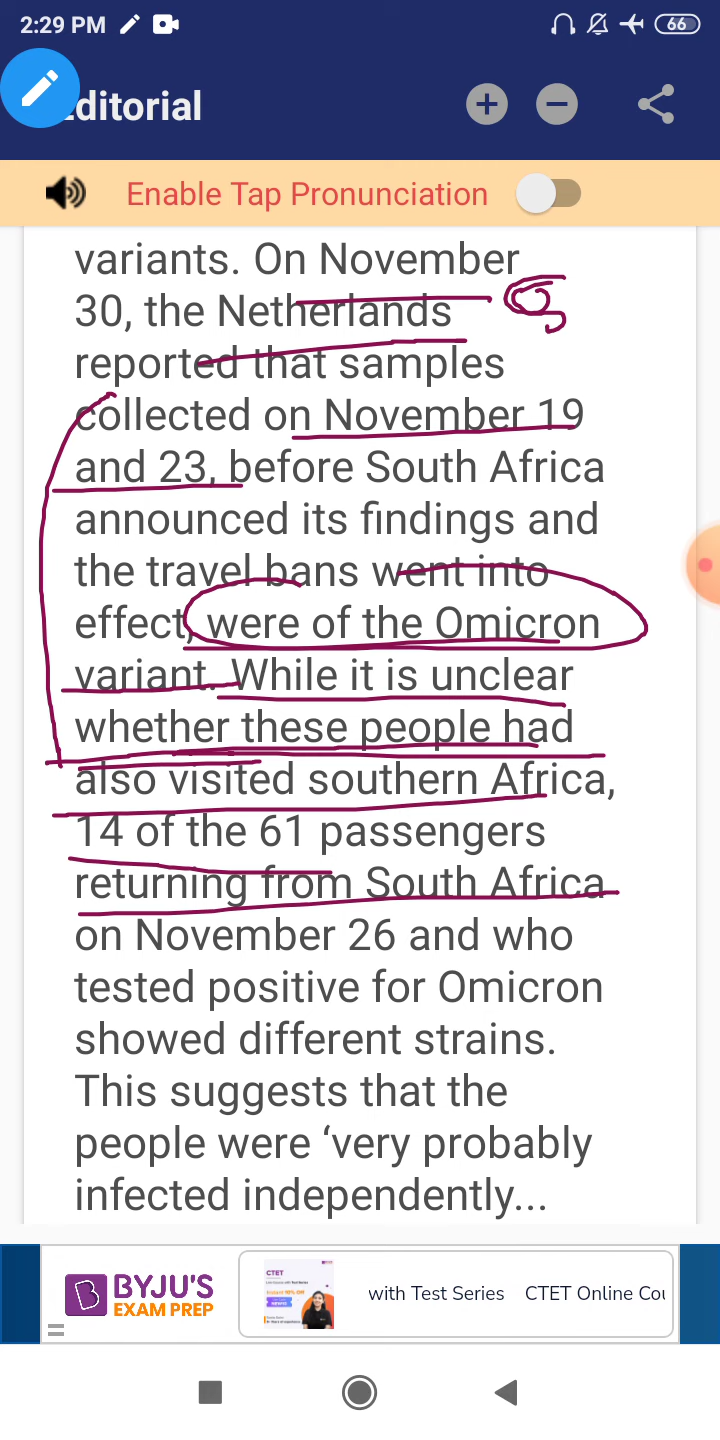 2:29 PM
66
ditorial
Enable Tap Pronunciation
variants. On November
30, the Netherlands
reported that samples
collected on November 19
and 23, before South Africa
announced its findings and
the travel bans went into
effect, were of the Omicron
variant. While it is unclear
whether these people had
also visited southern Africa,
14 of the 61 passengers
returning from South Africa
on November 26 and who
tested positive for Omicron
showed different strains.
This suggests that the
people were ‘very probably
infected independently...
BYJU'S
EXAM PREP
CTET
with Test Series CTET Online Cou